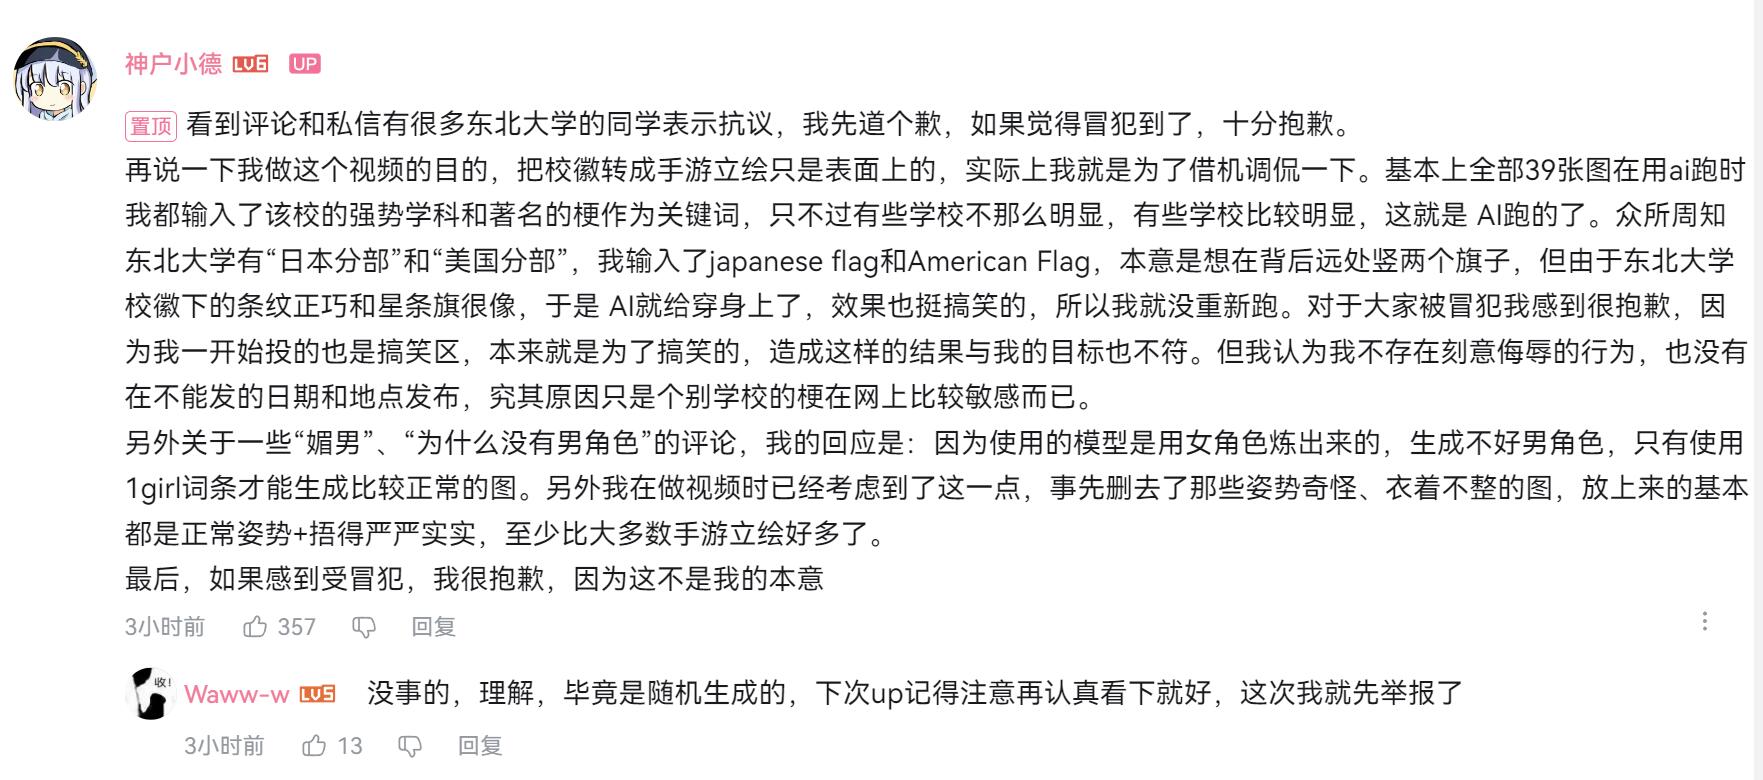 神户小德 LV6 UP
置顶 看到评论和私信有很多东北大学的同学表示抗议，我先道个歉，如果觉得冒犯到了，十分抱歉。
再说一下我做这个视频的目的，把校徽转成手游立绘只是表面上的，实际上我就是为了借机调侃一下。基本上全部39张图在用ai跑时
我都输入了该校的强势学科和著名的梗作为关键词，只不过有些学校不那么明显，有些学校比较明显，这就是 AI跑的了。众所周知
东北大学有“日本分部”和“美国分部”，我输入了japanese flag和American Flag，本意是想在背后远处竖两个旗子，但由于东北大学
校徽下的条纹正巧和星条旗很像，于是 AI就给穿身上了，效果也挺搞笑的，所以我就没重新跑。对于大家被冒犯我感到很抱歉，因
为我一开始投的也是搞笑区，本来就是为了搞笑的，造成这样的结果与我的目标也不符。但我认为我不存在刻意侮辱的行为，也没有
在不能发的日期和地点发布，究其原因只是个别学校的梗在网上比较敏感而已。
另外关于一些“媚男”、“为什么没有男角色”的评论，我的回应是：因为使用的模型是用女角色炼出来的，生成不好男角色，只有使用
1girl词条才能生成比较正常的图。另外我在做视频时已经考虑到了这一点，事先删去了那些姿势奇怪、衣着不整的图，放上来的基本
都是正常姿势+捂得严严实实，至少比大多数手游立绘好多了。
最后，如果感到受冒犯，我很抱歉，因为这不是我的本意
3小时前 357 回复
收! Waww-w LV5 没事的，理解，毕竟是随机生成的，下次up记得注意再认真看下就好，这次我就先举报了
3小时前 13 回复